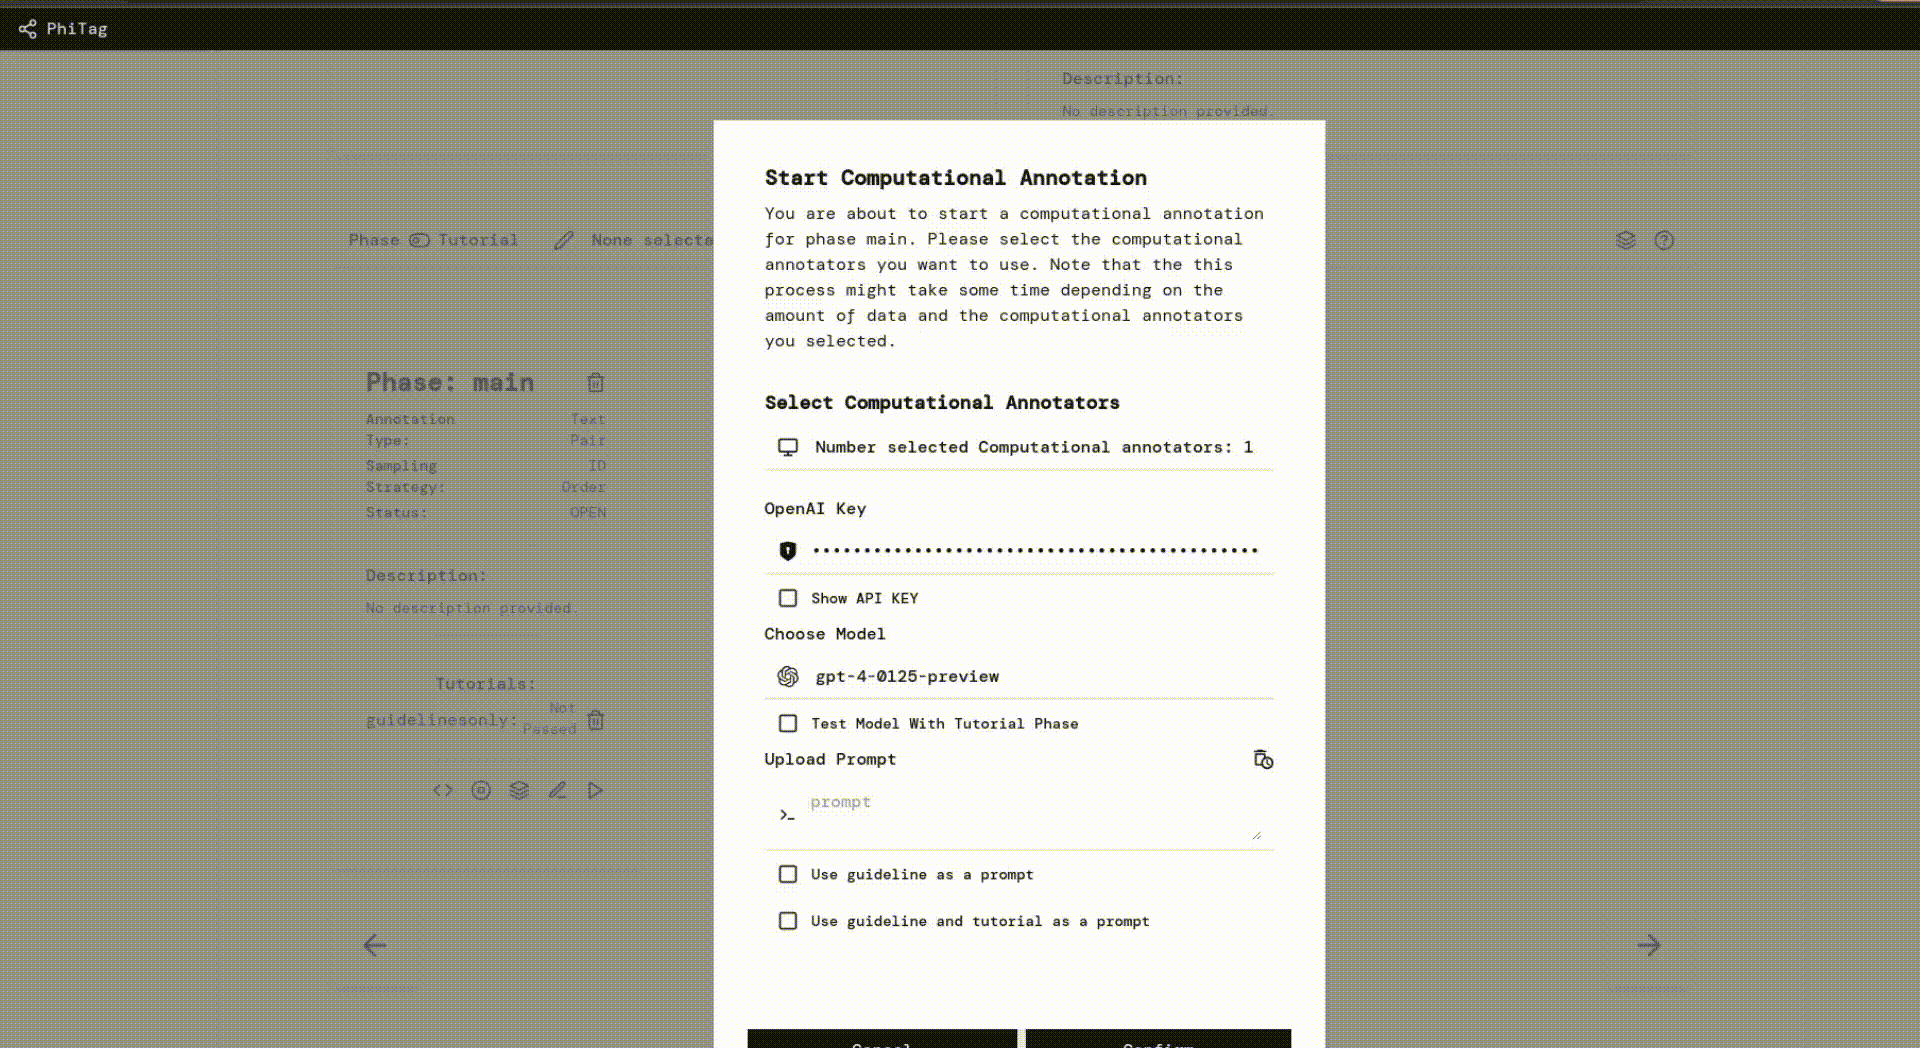 PhiTag
Description:
No description provided.
Phase Tutorial None selecte
Phase: main
Annotation Type: Text Pair
Sampling Strategy: ID Order
Status: OPEN
Description:
No description provided.
Tutorials:
guidelinesonly: Not Passed
Start Computational Annotation
You are about to start a computational annotation
for phase main. Please select the computational
annotators you want to use. Note that the this
process might take some time depending on the
amount of data and the computational annotators
you selected.
Select Computational Annotators
Number selected Computational annotators: 1
OpenAI Key
••••••••••••••••••••••••••••••••••••••••••••
Show API KEY
Choose Model
gpt-4-0125-preview
Test Model With Tutorial Phase
Upload Prompt
prompt
Use guideline as a prompt
Use guideline and tutorial as a prompt
Cancel Confirm